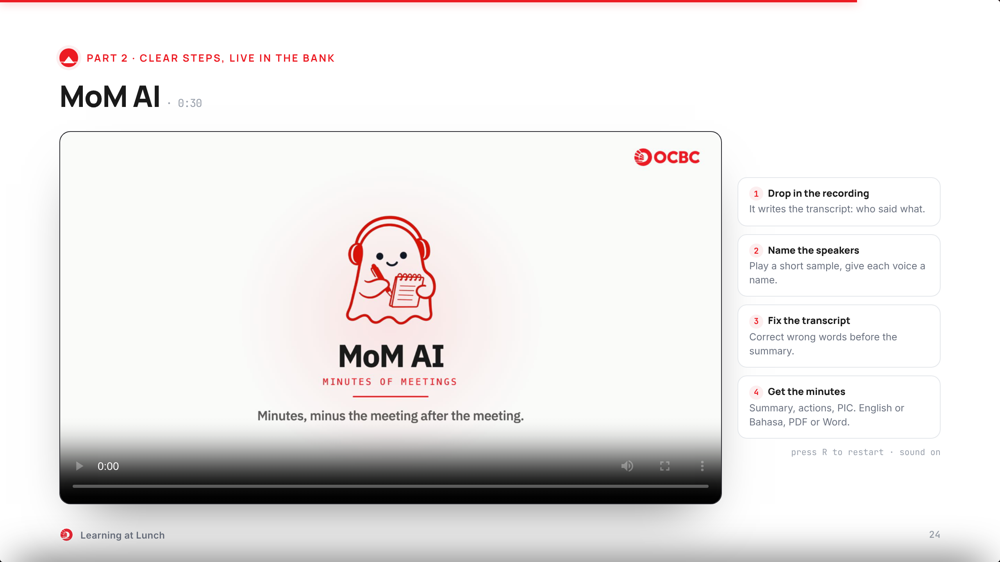 PART 2 · CLEAR STEPS, LIVE IN THE BANK
MoM AI · 0:30
OCBC
MoM AI
MINUTES OF MEETINGS
Minutes, minus the meeting after the meeting.
0:00
1 Drop in the recording
It writes the transcript: who said what.
2 Name the speakers
Play a short sample, give each voice a
name.
3 Fix the transcript
Correct wrong words before the
summary.
4 Get the minutes
Summary, actions, PIC. English or
Bahasa, PDF or Word.
press R to restart · sound on
Learning at Lunch
24